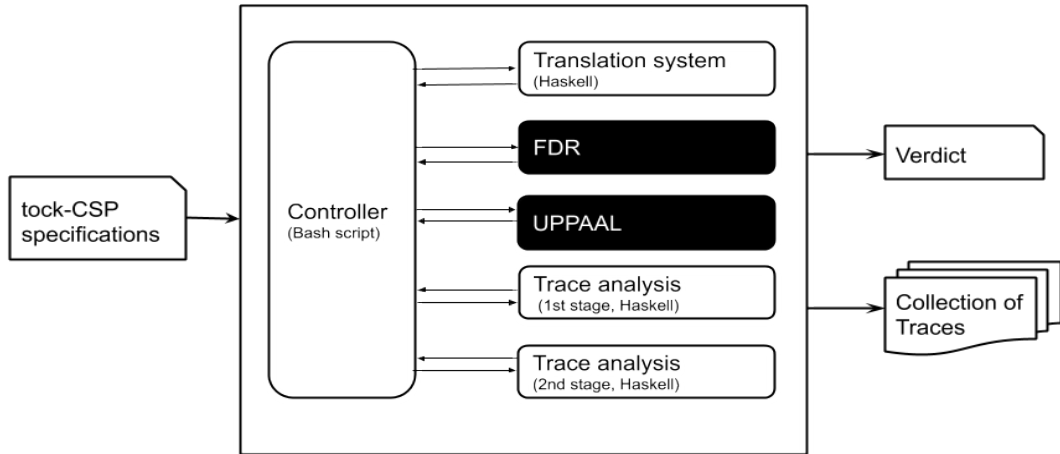 tock-CSP
specifications
Controller
(Bash script)
Translation system
(Haskell)
FDR
UPPAAL
Trace analysis
(1st stage, Haskell)
Trace analysis
(2nd stage, Haskell)
Verdict
Collection of
Traces